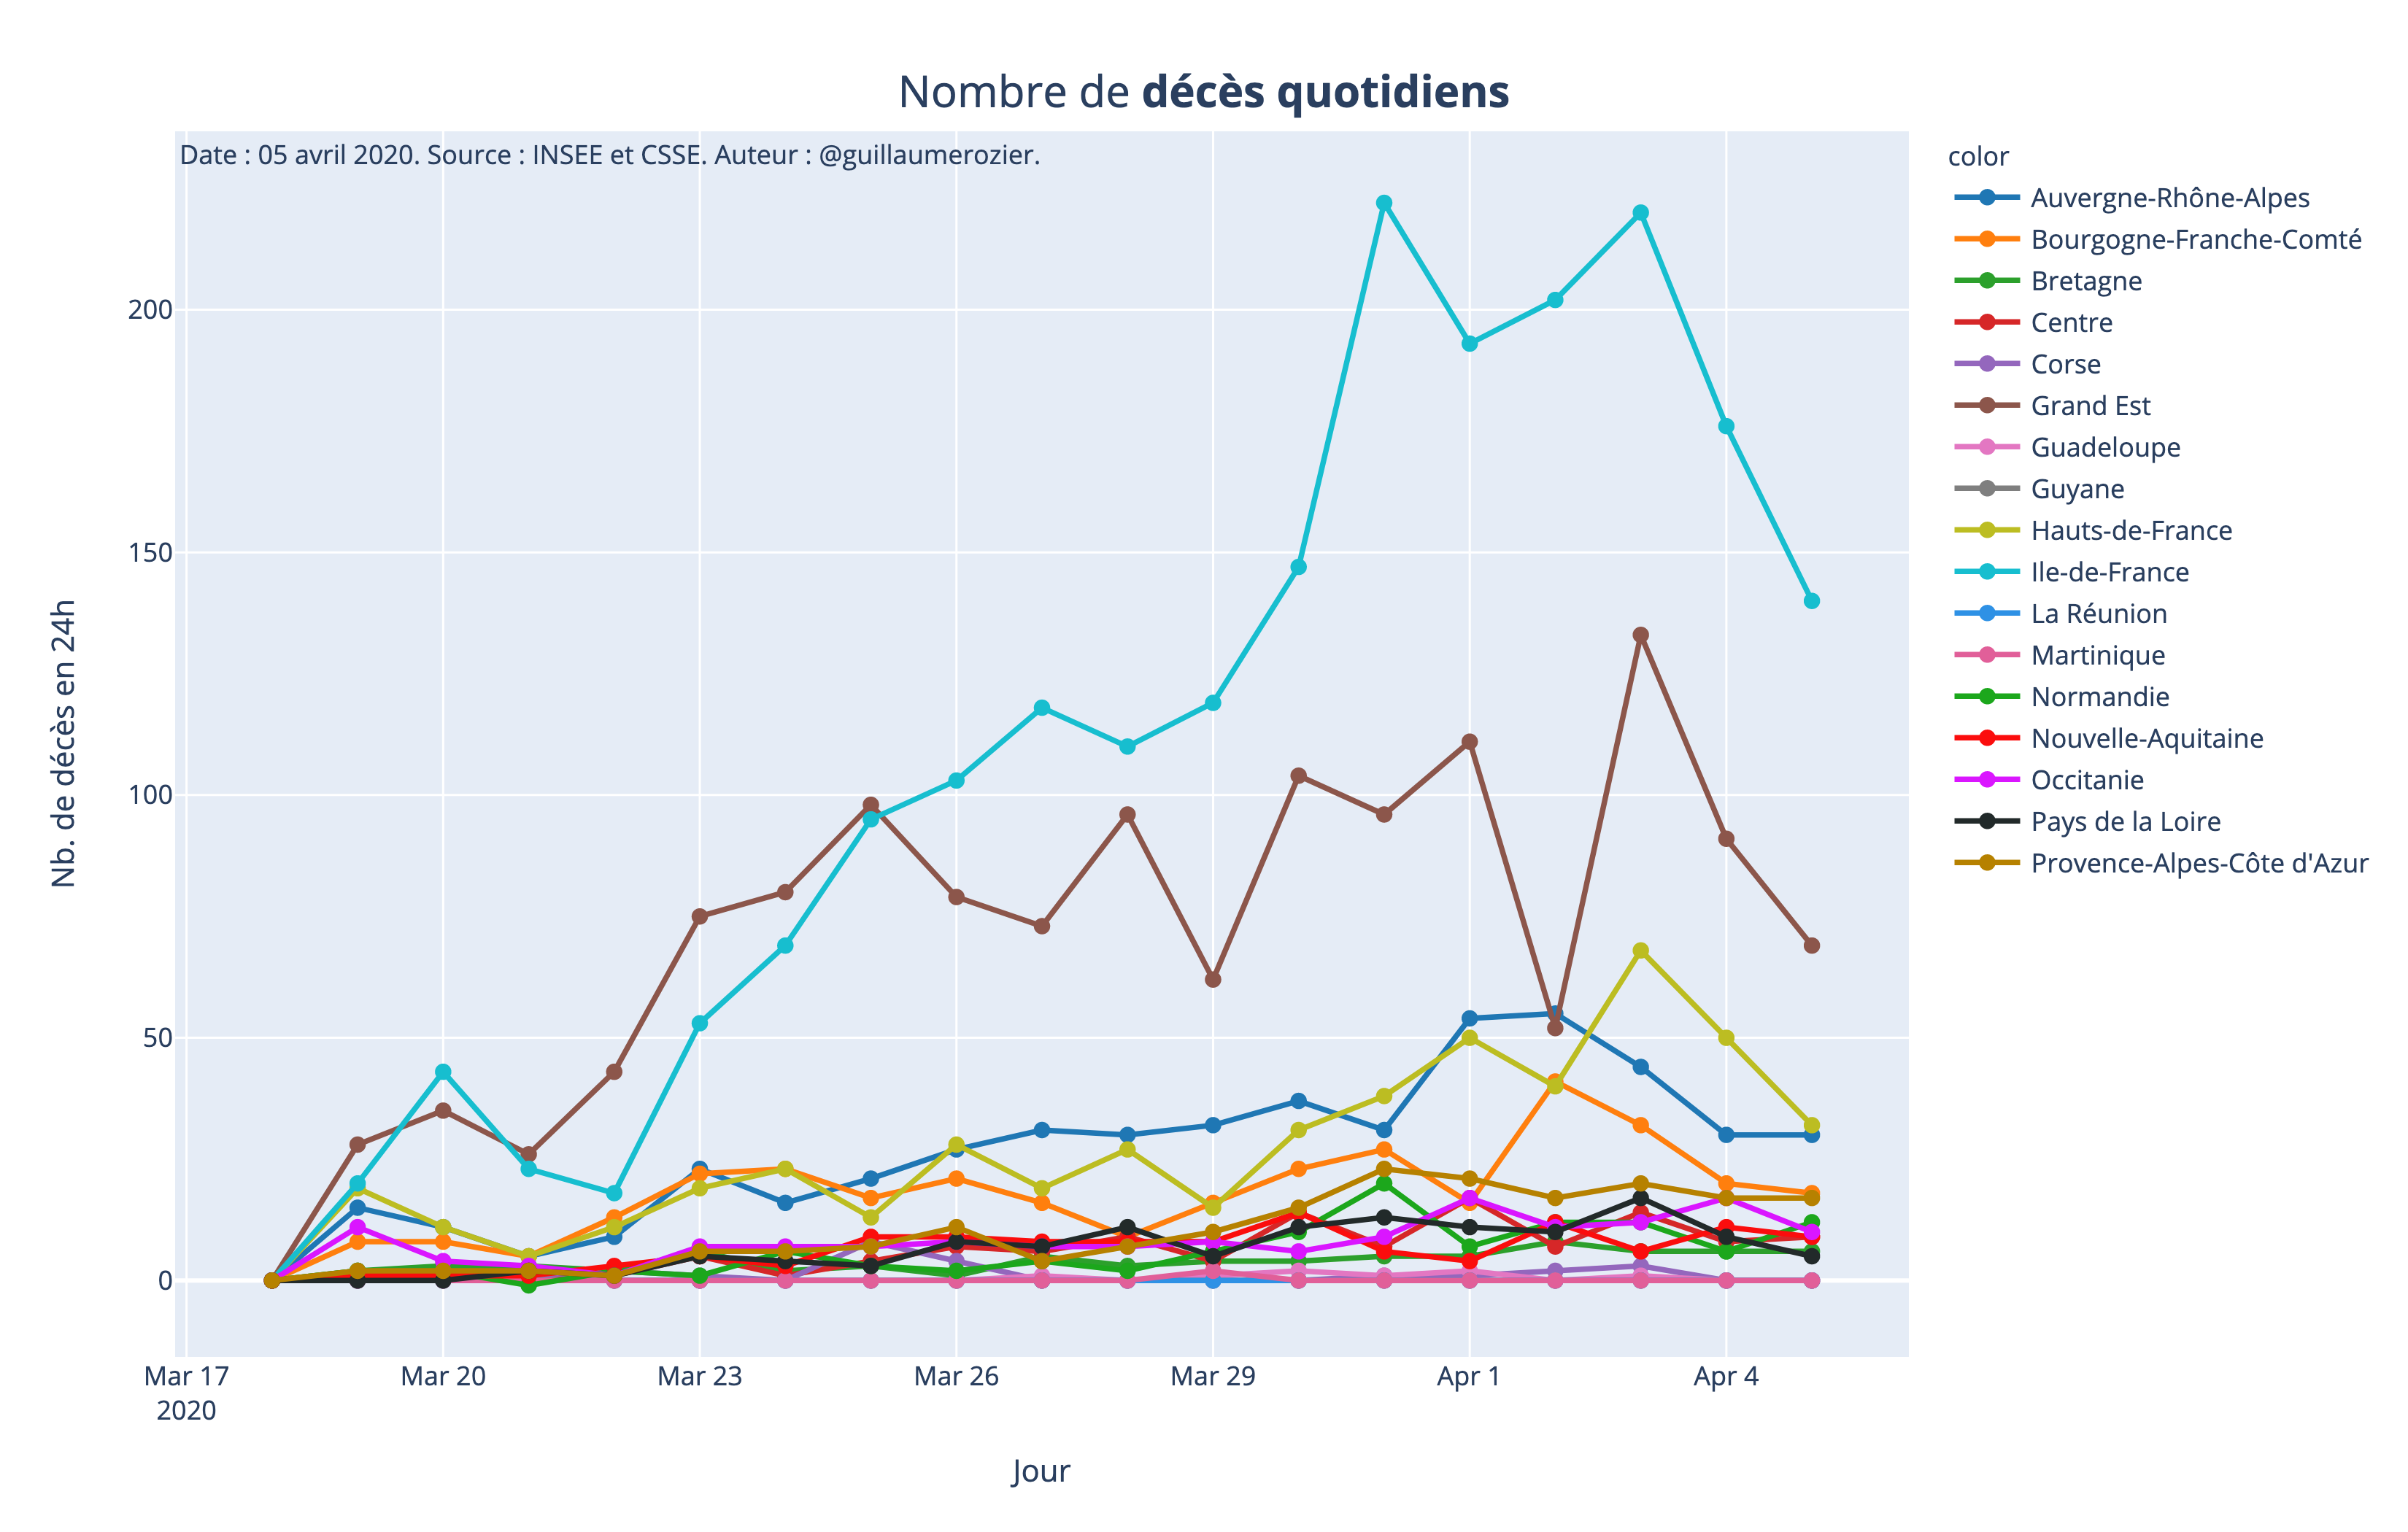 Nombre de décès quotidiens
Date : 05 avril 2020. Source : INSEE et CSSE. Auteur : @guillaumerozier.
color
Auvergne-Rhône-Alpes
Bourgogne-Franche-Comté
Bretagne
Centre
Corse
Grand Est
Guadeloupe
Guyane
Hauts-de-France
Ile-de-France
La Réunion
Martinique
Normandie
Nouvelle-Aquitaine
Occitanie
Pays de la Loire
Provence-Alpes-Côte d'Azur
Nb. de décès en 24h
200
150
100
50
0
Mar 17 Mar 20 Mar 23 Mar 26 Mar 29 Apr 1 Apr 4
2020
Jour